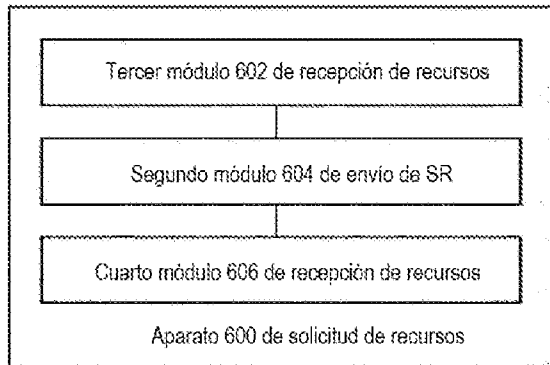 Tercer módulo 602 de recepción de recursos
Segundo módulo 604 de envío de SR
Cuarto módulo 606 de recepción de recursos
Aparato 600 de solicitud de recursos